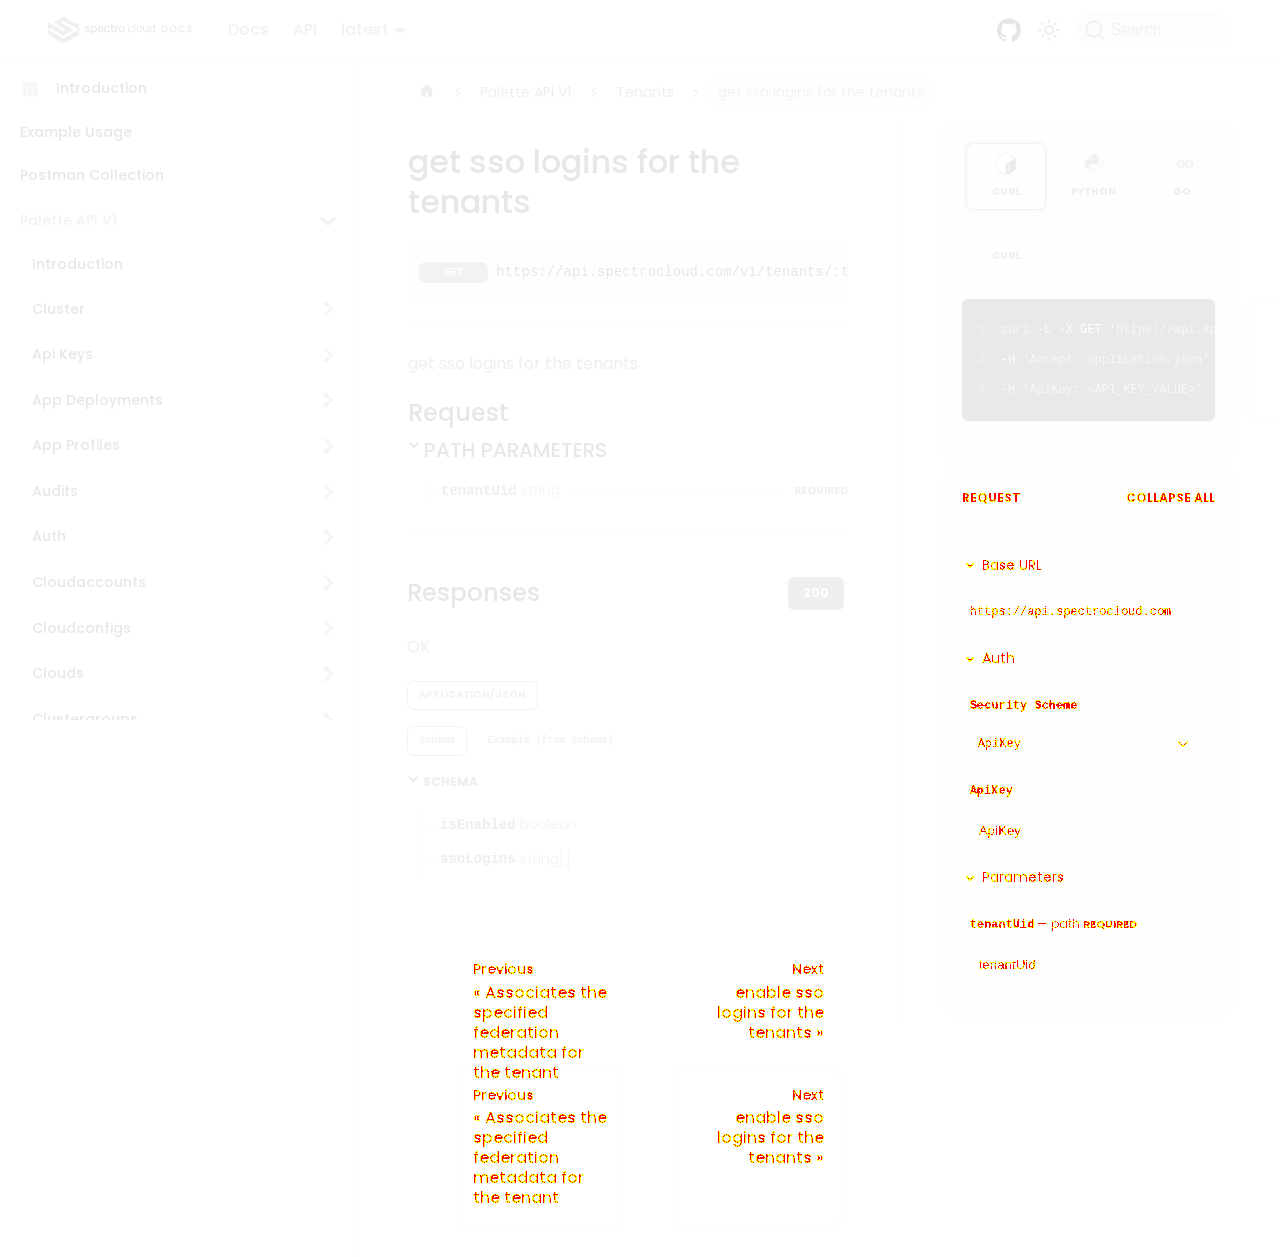 spectro cloud DOCS
Docs
API
latest
Search
Introduction
Example Usage
Postman Collection
Palette API V1
Introduction
Cluster
Api Keys
App Deployments
App Profiles
Audits
Auth
Cloudaccounts
Cloudconfigs
Clouds
Clustergroups
Palette API V1
Tenants
get sso logins for the tenants
get sso logins for the
tenants
GET https://api.spectrocloud.com/v1/tenants/:t
get sso logins for the tenants
Request
PATH PARAMETERS
tenantUid string REQUIRED
Responses
200
OK
APPLICATION/JSON
Schema
Example (from schema)
SCHEMA
isEnabled boolean
ssoLogins string[]
Previous
« Associates the
specified
federation
metadata for
the tenant
Next
enable sso
logins for the
tenants »
Previous
« Associates the
specified
federation
metadata for
the tenant
Next
enable sso
logins for the
tenants »
CURL
PYTHON
GO
CURL
1 curl -L -X GET 'https://api.sp
2 -H 'Accept: application/json'
3 -H 'ApiKey: <API_KEY_VALUE>'
REQUEST
COLLAPSE ALL
Base URL
https://api.spectrocloud.com
Auth
Security Scheme
ApiKey
ApiKey
ApiKey
Parameters
tenantUid — path REQUIRED
tenantUid